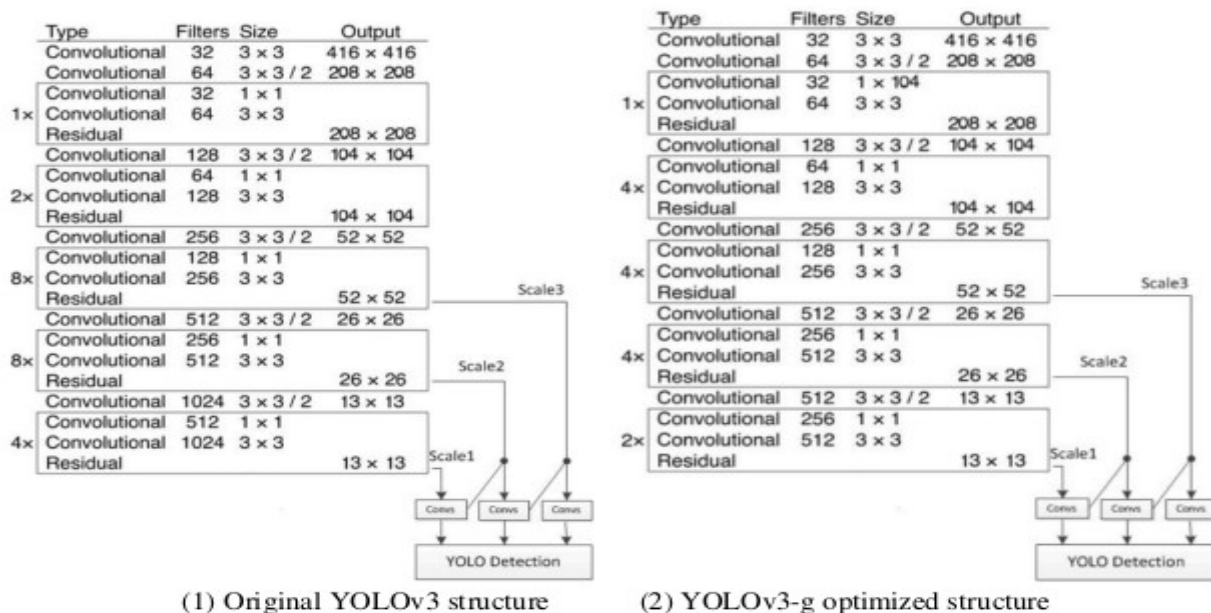 Type Filters Size Output
Convolutional 32 3 × 3 416 × 416
Convolutional 64 3 × 3 / 2 208 × 208
Convolutional 32 1 × 1
1× Convolutional 64 3 × 3
Residual 208 × 208
Convolutional 128 3 × 3 / 2 104 × 104
Convolutional 64 1 × 1
2× Convolutional 128 3 × 3
Residual 104 × 104
Convolutional 256 3 × 3 / 2 52 × 52
Convolutional 128 1 × 1
8× Convolutional 256 3 × 3
Residual 52 × 52
Scale3
Convolutional 512 3 × 3 / 2 26 × 26
Convolutional 256 1 × 1
8× Convolutional 512 3 × 3
Residual 26 × 26
Scale2
Convolutional 1024 3 × 3 / 2 13 × 13
Convolutional 512 1 × 1
4× Convolutional 1024 3 × 3
Residual 13 × 13
Scale1
Convs Convs Convs
YOLO Detection
(1) Original YOLOv3 structure
Type Filters Size Output
Convolutional 32 3 × 3 416 × 416
Convolutional 64 3 × 3 / 2 208 × 208
Convolutional 32 1 × 104
1× Convolutional 64 3 × 3
Residual 208 × 208
Convolutional 128 3 × 3 / 2 104 × 104
Convolutional 64 1 × 1
4× Convolutional 128 3 × 3
Residual 104 × 104
Convolutional 256 3 × 3 / 2 52 × 52
Convolutional 128 1 × 1
4× Convolutional 256 3 × 3
Residual 52 × 52
Scale3
Convolutional 512 3 × 3 / 2 26 × 26
Convolutional 256 1 × 1
4× Convolutional 512 3 × 3
Residual 26 × 26
Scale2
Convolutional 512 3 × 3 / 2 13 × 13
Convolutional 256 1 × 1
2× Convolutional 512 3 × 3
Residual 13 × 13
Scale1
Convs Convs Convs
YOLO Detection
(2) YOLOv3-g optimized structure